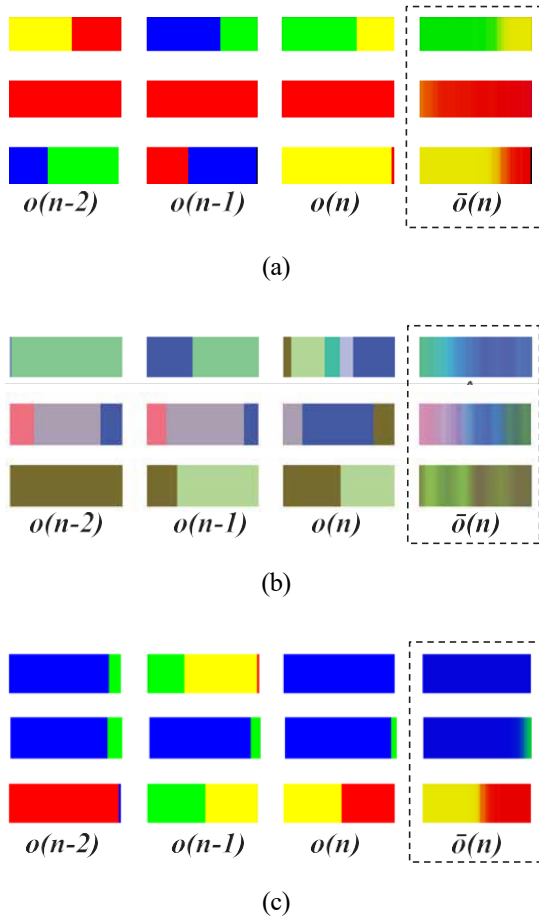 o(n-2) o(n-1) o(n) ō(n)
(a)
o(n-2) o(n-1) o(n) ō(n)
(b)
o(n-2) o(n-1) o(n) ō(n)
(c)